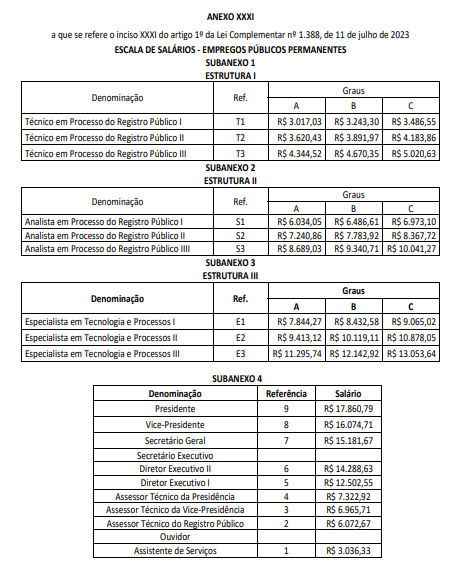 ANEXO XXXI
a que se refere o inciso XXXI do artigo 1º da Lei Complementar nº 1.388, de 11 de julho de 2023
ESCALA DE SALÁRIOS - EMPREGOS PÚBLICOS PERMANENTES
SUBANEXO 1
ESTRUTURA I
Denominação Ref. Graus
A B C
Técnico em Processo do Registro Público I T1 R$ 3.017,03 R$ 3.243,30 R$ 3.486,55
Técnico em Processo do Registro Público II T2 R$ 3.620,43 R$ 3.891,97 R$ 4.183,86
Técnico em Processo do Registro Público III T3 R$ 4.344,52 R$ 4.670,35 R$ 5.020,63
SUBANEXO 2
ESTRUTURA II
Denominação Ref. Graus
A B C
Analista em Processo do Registro Público I S1 R$ 6.034,05 R$ 6.486,61 R$ 6.973,10
Analista em Processo do Registro Público II S2 R$ 7.240,86 R$ 7.783,92 R$ 8.367,72
Analista em Processo do Registro Público IIII S3 R$ 8.689,03 R$ 9.340,71 R$ 10.041,27
SUBANEXO 3
ESTRUTURA III
Denominação Ref. Graus
A B C
Especialista em Tecnologia e Processos I E1 R$ 7.844,27 R$ 8.432,58 R$ 9.065,02
Especialista em Tecnologia e Processos II E2 R$ 9.413,12 R$ 10.119,11 R$ 10.878,05
Especialista em Tecnologia e Processos III E3 R$ 11.295,74 R$ 12.142,92 R$ 13.053,64
SUBANEXO 4
Denominação Referência Salário
Presidente 9 R$ 17.860,79
Vice-Presidente 8 R$ 16.074,71
Secretário Geral 7 R$ 15.181,67
Secretário Executivo
Diretor Executivo II 6 R$ 14.288,63
Diretor Executivo I 5 R$ 12.502,55
Assessor Técnico da Presidência 4 R$ 7.322,92
Assessor Técnico da Vice-Presidência 3 R$ 6.965,71
Assessor Técnico do Registro Público 2 R$ 6.072,67
Ouvidor
Assistente de Serviços 1 R$ 3.036,33